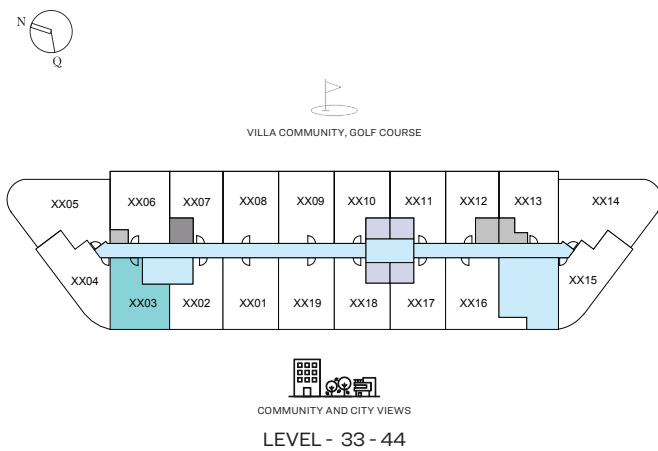 N
Q
VILLA COMMUNITY, GOLF COURSE
XX05 XX06 XX07 XX08 XX09 XX10 XX11 XX12 XX13 XX14
XX04 XX03 XX02 XX01 XX19 XX18 XX17 XX16 XX15
COMMUNITY AND CITY VIEWS
LEVEL - 33 - 44